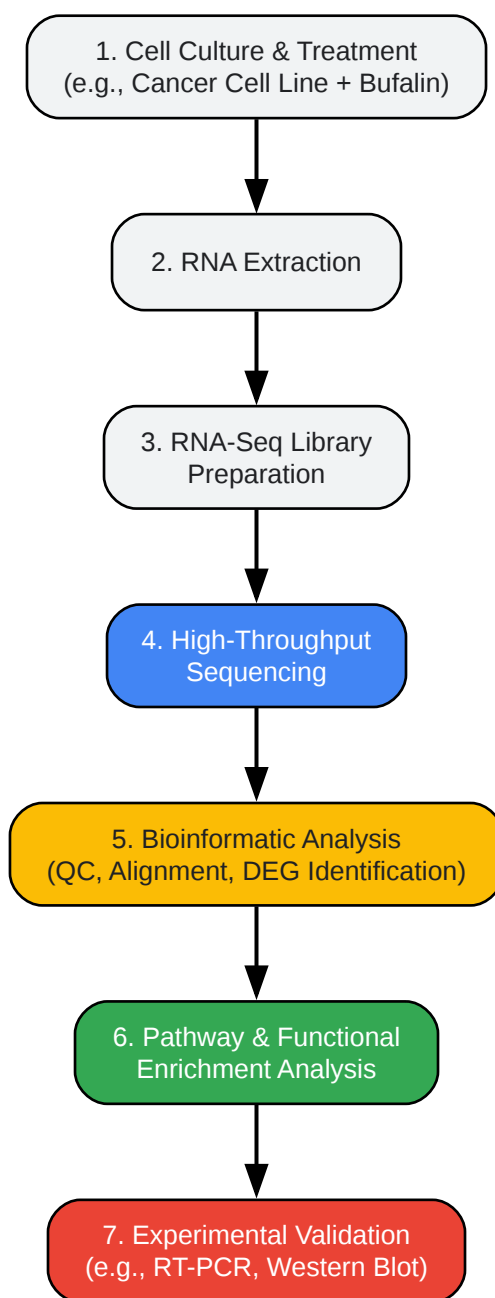 1. Cell Culture & Treatment
(e.g., Cancer Cell Line + Bufalin)
2. RNA Extraction
3. RNA-Seq Library
Preparation
4. High-Throughput
Sequencing
5. Bioinformatic Analysis
(QC, Alignment, DEG Identification)
6. Pathway & Functional
Enrichment Analysis
7. Experimental Validation
(e.g., RT-PCR, Western Blot)